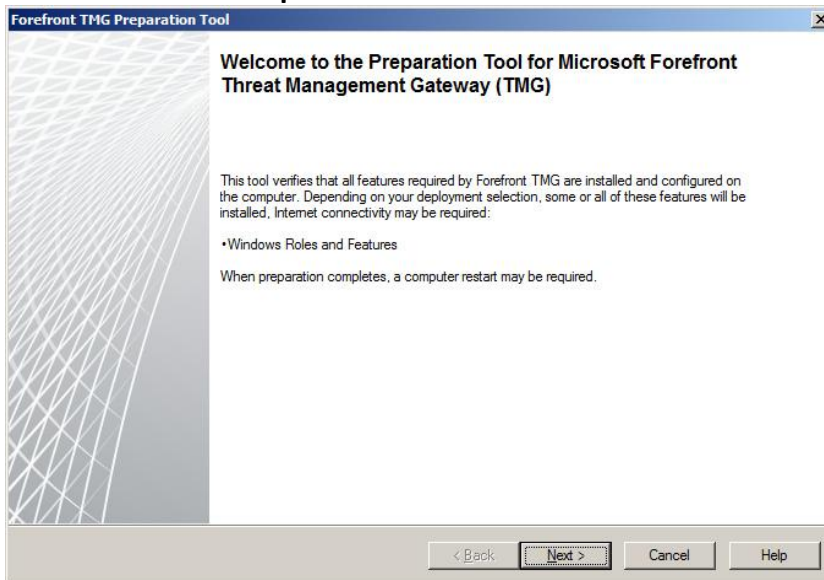 Forefront TMG Preparation Tool
Welcome to the Preparation Tool for Microsoft Forefront
Threat Management Gateway (TMG)
This tool verifies that all features required by Forefront TMG are installed and configured on
the computer. Depending on your deployment selection, some or all of these features will be
installed, Internet connectivity may be required:
•Windows Roles and Features
When preparation completes, a computer restart may be required.
< Back Next > Cancel Help